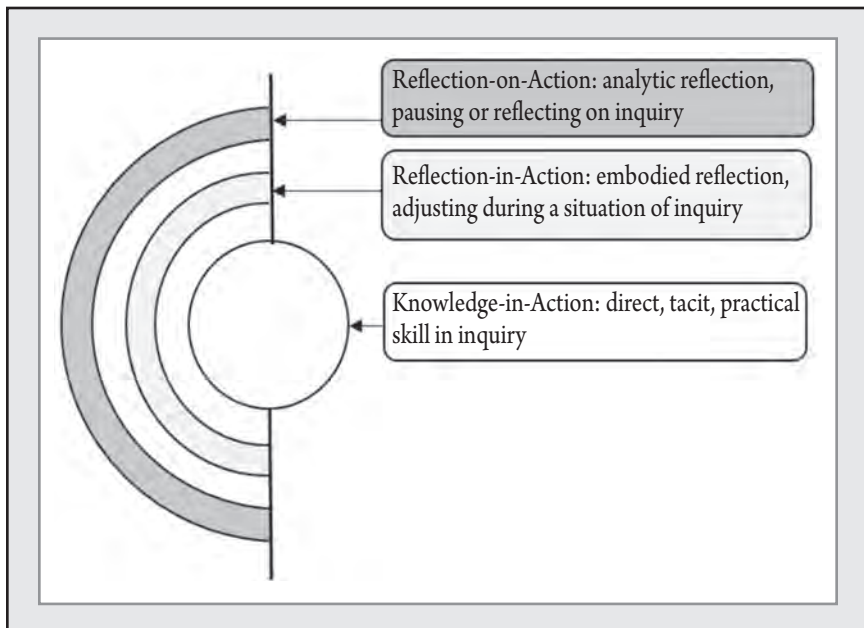 Reflection-on-Action: analytic reflection,
pausing or reflecting on inquiry
Reflection-in-Action: embodied reflection,
adjusting during a situation of inquiry
Knowledge-in-Action: direct, tacit, practical
skill in inquiry